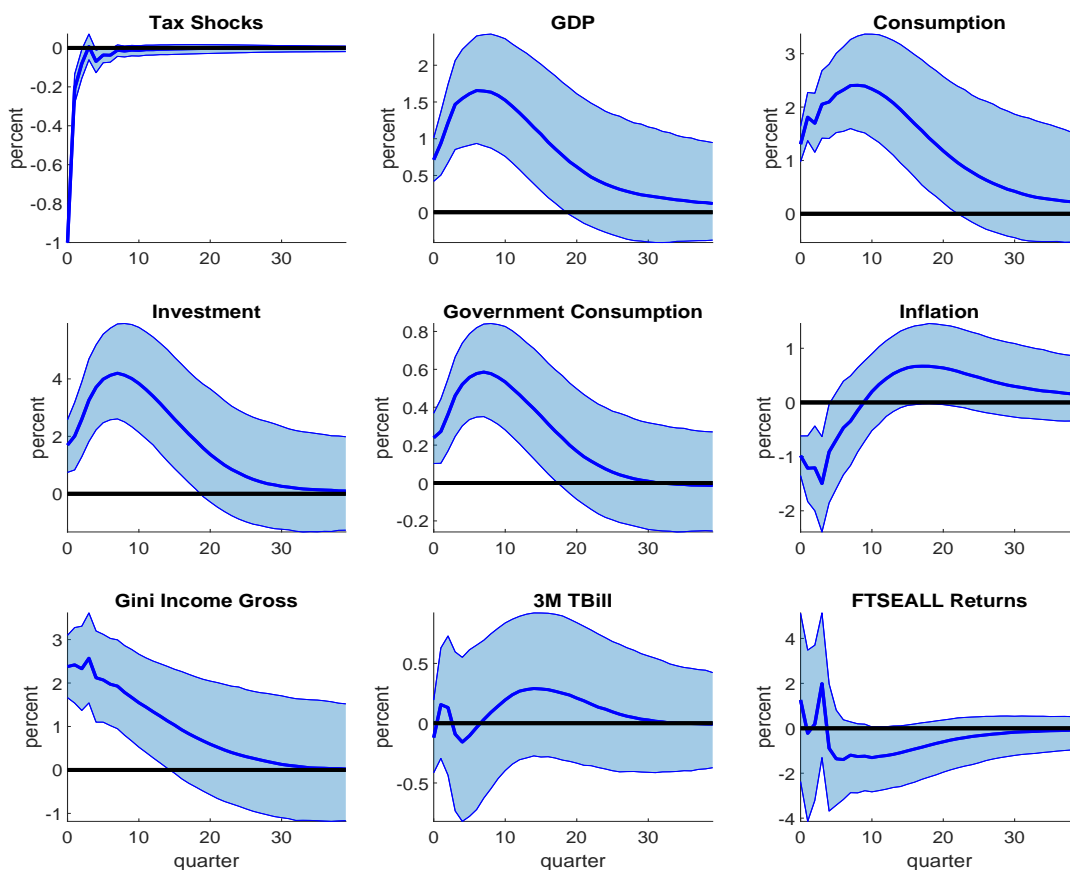 Tax Shocks
GDP
Consumption
percent
0
-0.2
-0.4
-0.6
-0.8
-1
0 10 20 30
percent
2
1.5
1
0.5
0
0 10 20 30
percent
3
2
1
0
0 10 20 30
Investment
Government Consumption
Inflation
percent
4
2
0
0 10 20 30
percent
0.8
0.6
0.4
0.2
0
-0.2
0 10 20 30
percent
1
0
-1
-2
0 10 20 30
Gini Income Gross
3M TBill
FTSEALL Returns
percent
3
2
1
0
-1
0 10 20 30
quarter
percent
0.5
0
-0.5
0 10 20 30
quarter
percent
4
2
0
-2
-4
0 10 20 30
quarter